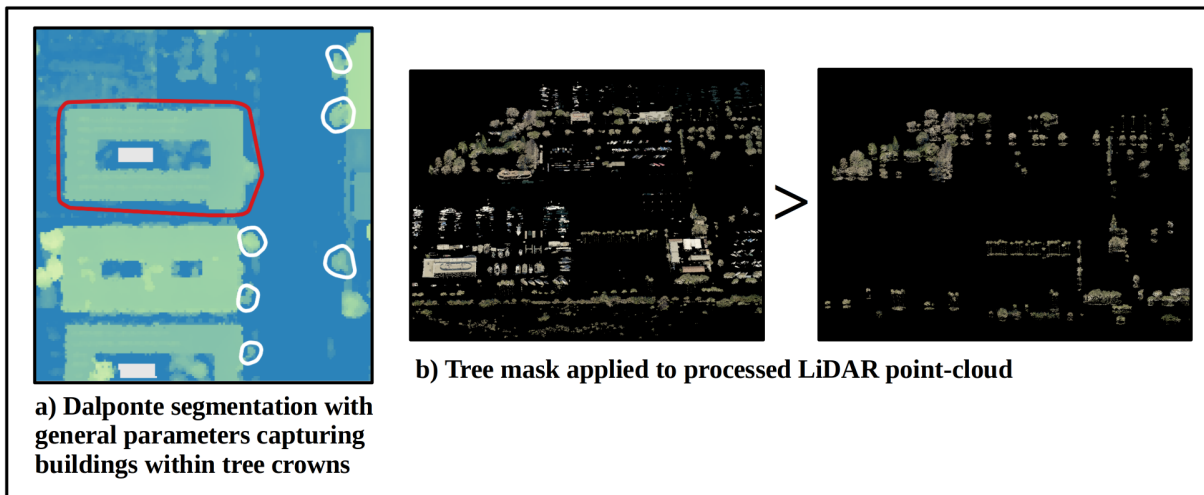 >
a) Dalponte segmentation with
general parameters capturing
buildings within tree crowns
b) Tree mask applied to processed LiDAR point-cloud